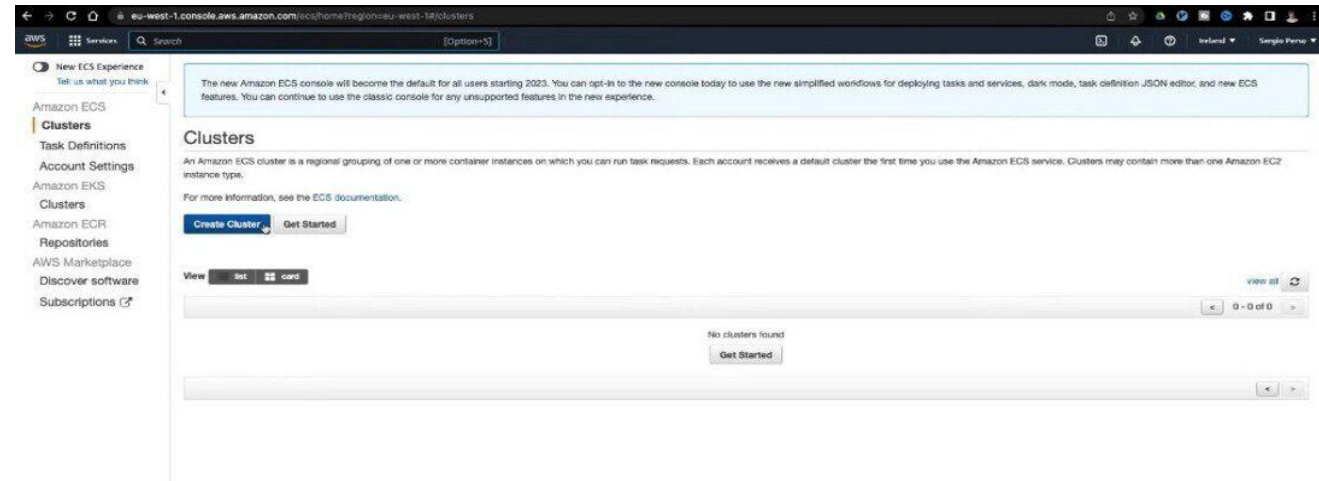 eu-west-1.console.aws.amazon.com/ecs/home?region=eu-west-1#/clusters
aws Services Search [Option+S] Ireland Sergio Perso
New ECS Experience
Tell us what you think
Amazon ECS
Clusters
Task Definitions
Account Settings
Amazon EKS
Clusters
Amazon ECR
Repositories
AWS Marketplace
Discover software
Subscriptions
The new Amazon ECS console will become the default for all users starting 2023. You can opt-in to the new console today to use the new simplified workflows for deploying tasks and services, dark mode, task definition JSON editor, and new ECS
features. You can continue to use the classic console for any unsupported features in the new experience.
Clusters
An Amazon ECS cluster is a regional grouping of one or more container instances on which you can run task requests. Each account receives a default cluster the first time you use the Amazon ECS service. Clusters may contain more than one Amazon EC2
instance type.
For more information, see the ECS documentation.
Create Cluster Get Started
View list card
view all
< 0 - 0 of 0 >
No clusters found
Get Started
< >